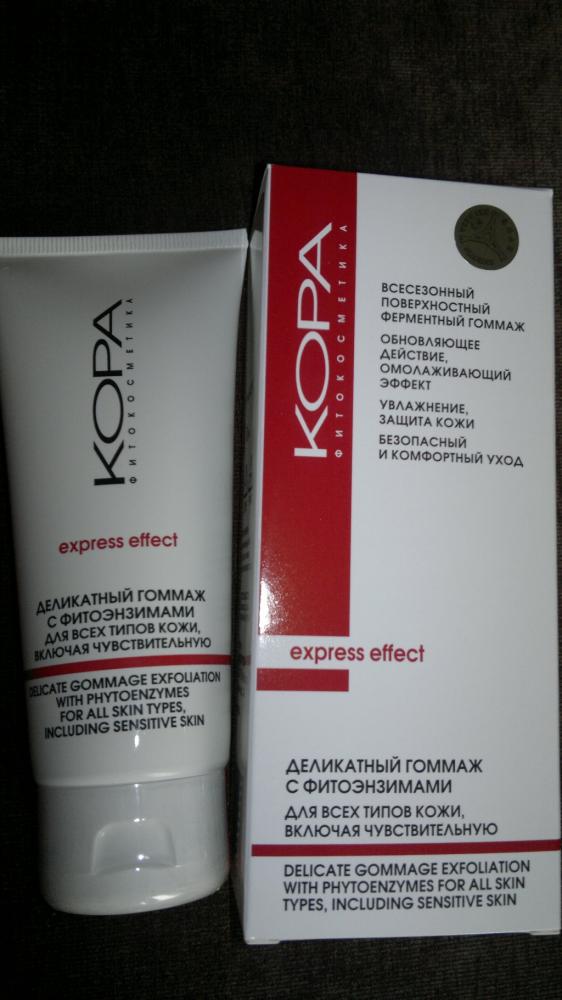 КОРА
ФИТОКОСМЕТИКА
express effect
ДЕЛИКАТНЫЙ ГОММАЖ
С ФИТОЭНЗИМАМИ
ДЛЯ ВСЕХ ТИПОВ КОЖИ,
ВКЛЮЧАЯ ЧУВСТВИТЕЛЬНУЮ
DELICATE GOMMAGE EXFOLIATION
WITH PHYTOENZYMES
FOR ALL SKIN TYPES,
INCLUDING SENSITIVE SKIN
КОРА
ФИТОКОСМЕТИКА
ВСЕСЕЗОННЫЙ
ПОВЕРХНОСТНЫЙ
ФЕРМЕНТНЫЙ ГОММАЖ
ОБНОВЛЯЮЩЕЕ
ДЕЙСТВИЕ,
ОМОЛАЖИВАЮЩИЙ
ЭФФЕКТ
УВЛАЖНЕНИЕ,
ЗАЩИТА КОЖИ
БЕЗОПАСНЫЙ
И КОМФОРТНЫЙ УХОД
express effect
ДЕЛИКАТНЫЙ ГОММАЖ
С ФИТОЭНЗИМАМИ
ДЛЯ ВСЕХ ТИПОВ КОЖИ,
ВКЛЮЧАЯ ЧУВСТВИТЕЛЬНУЮ
DELICATE GOMMAGE EXFOLIATION
WITH PHYTOENZYMES FOR ALL SKIN
TYPES, INCLUDING SENSITIVE SKIN